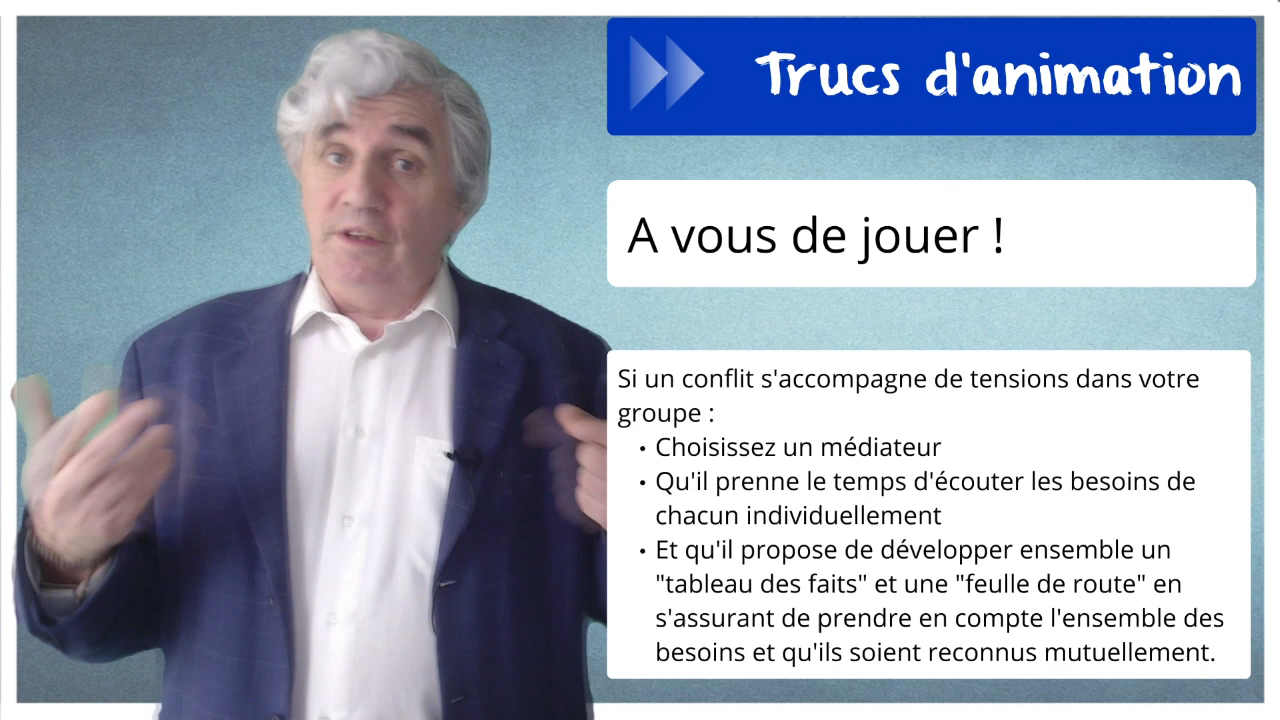 Trucs d'animation
A vous de jouer !
Si un conflit s'accompagne de tensions dans votre
groupe :
• Choisissez un médiateur
• Qu'il prenne le temps d'écouter les besoins de
chacun individuellement
• Et qu'il propose de développer ensemble un
"tableau des faits" et une "feulle de route" en
s'assurant de prendre en compte l'ensemble des
besoins et qu'ils soient reconnus mutuellement.